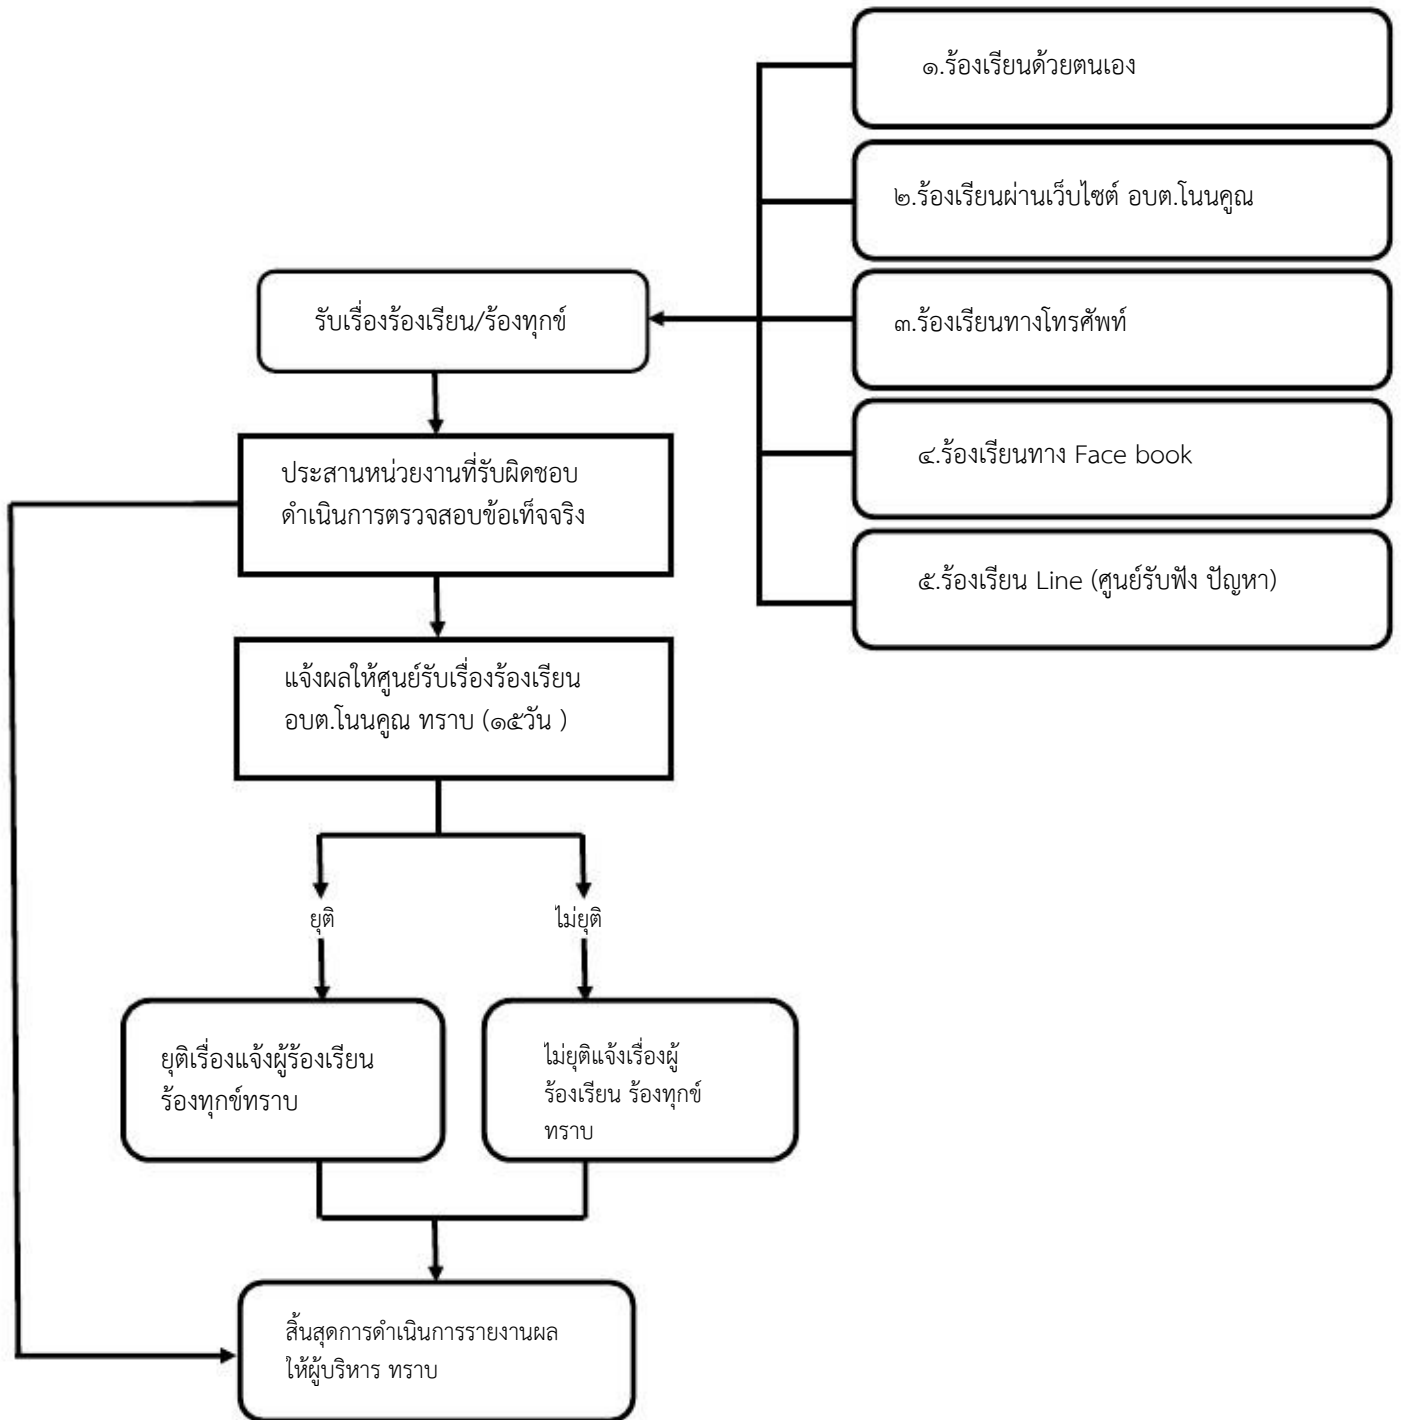 ๑.ร้องเรียนด้วยตนเอง
๒.ร้องเรียนผ่านเว็บไซต์ อบต.โนนคูณ
๓.ร้องเรียนทางโทรศัพท์
๔.ร้องเรียนทาง Face book
๕.ร้องเรียน Line (ศูนย์รับฟัง ปัญหา)
รับเรื่องร้องเรียน/ร้องทุกข์
ประสานหน่วยงานที่รับผิดชอบ
ดำเนินการตรวจสอบข้อเท็จจริง
แจ้งผลให้ศูนย์รับเรื่องร้องเรียน
อบต.โนนคูณ ทราบ (๑๕วัน )
ยุติ
ไม่ยุติ
ยุติเรื่องแจ้งผู้ร้องเรียน
ร้องทุกข์ทราบ
ไม่ยุติแจ้งเรื่องผู้
ร้องเรียน ร้องทุกข์
ทราบ
สิ้นสุดการดำเนินการรายงานผล
ให้ผู้บริหาร ทราบ